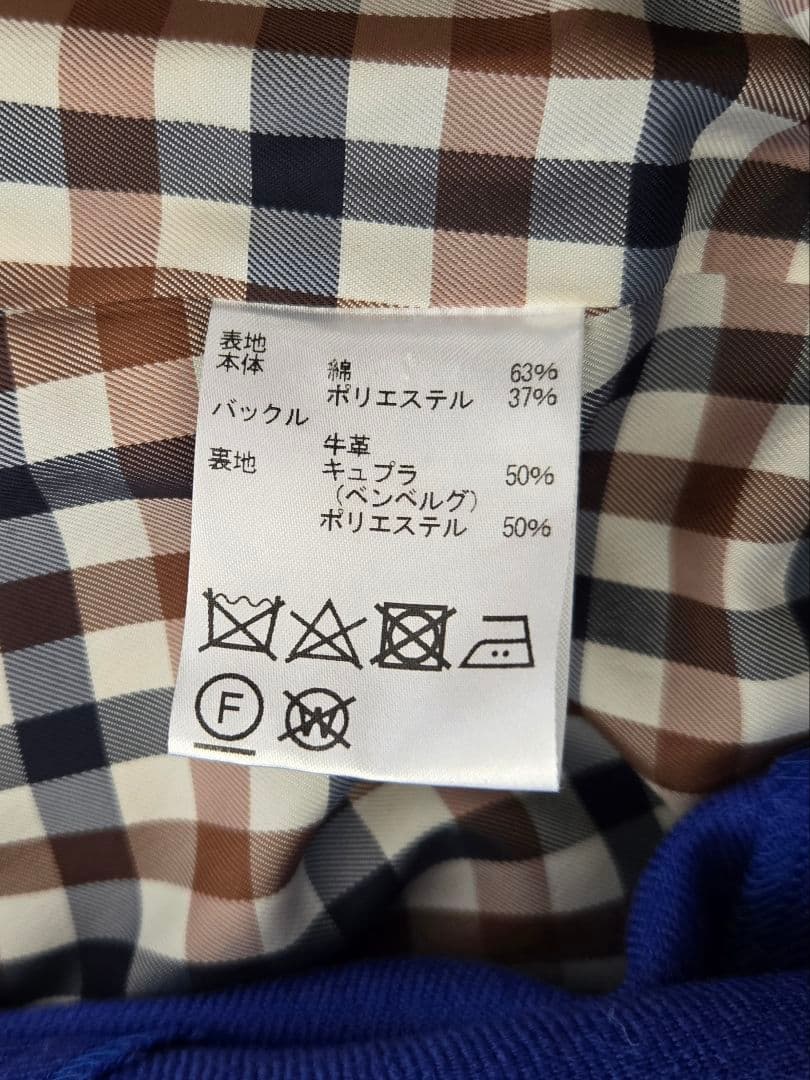 表地
本体 綿 63%
ポリエステル 37%
バックル
牛革
裏地 キュプラ 50%
(ベンベルグ)
ポリエステル 50%
F W